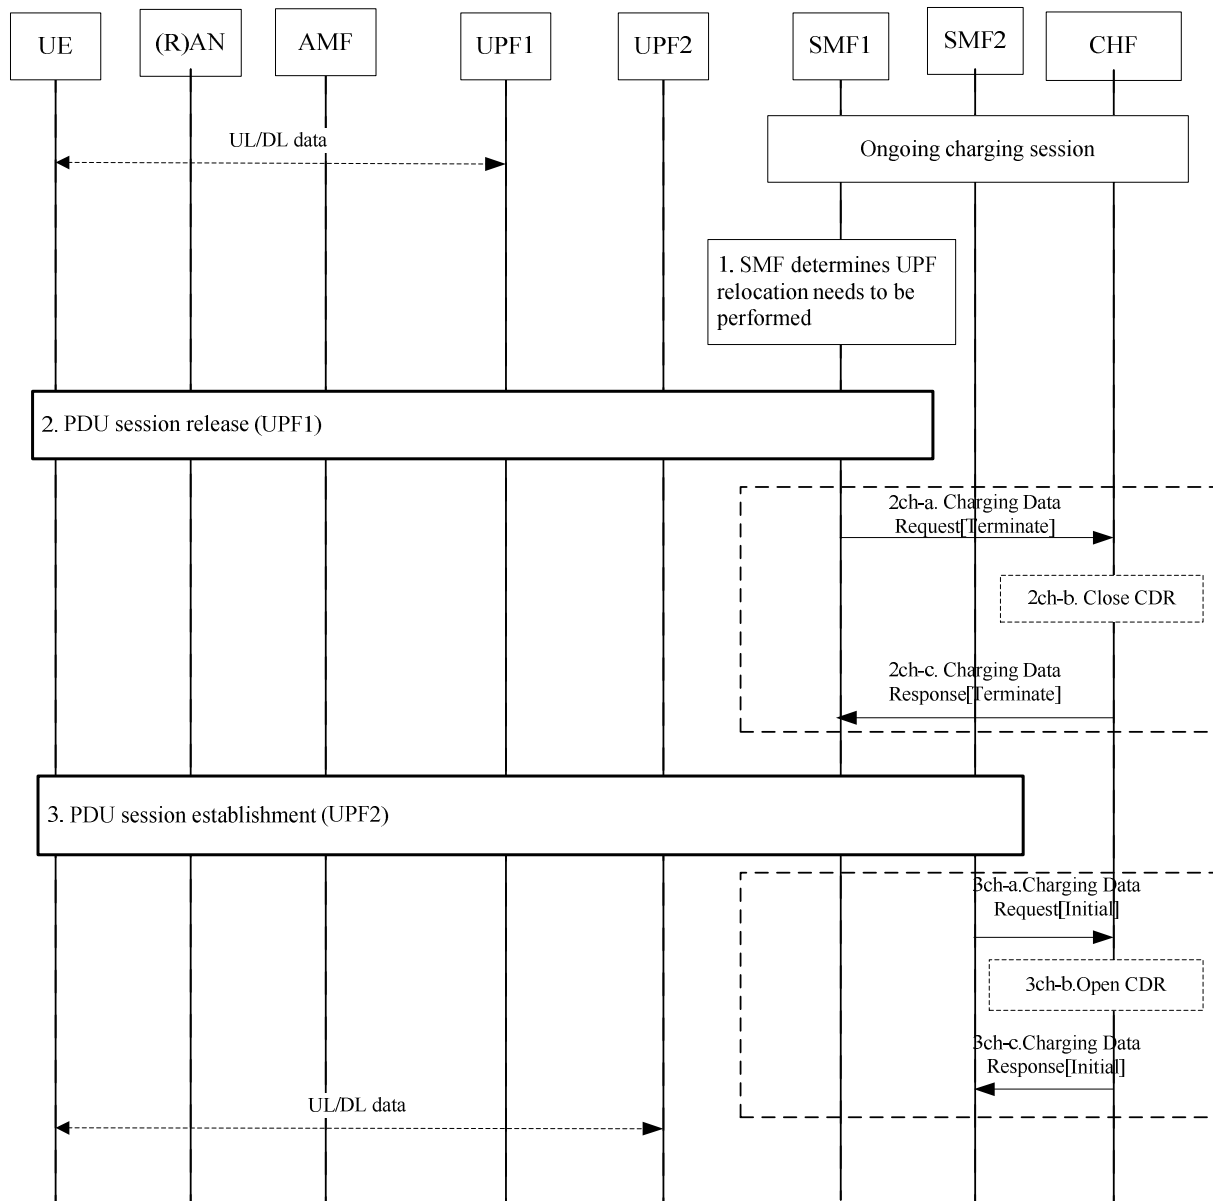 UE
(R)AN
AMF
UPF1
UPF2
SMF1
SMF2
CHF
UL/DL data
Ongoing charging session
1. SMF determines UPF
relocation needs to be
performed
2. PDU session release (UPF1)
2ch-a. Charging Data
Request[Terminate]
2ch-b. Close CDR
2ch-c. Charging Data
Response[Terminate]
3. PDU session establishment (UPF2)
3ch-a.Charging Data
Request[Initial]
3ch-b.Open CDR
3ch-c.Charging Data
Response[Initial]
UL/DL data